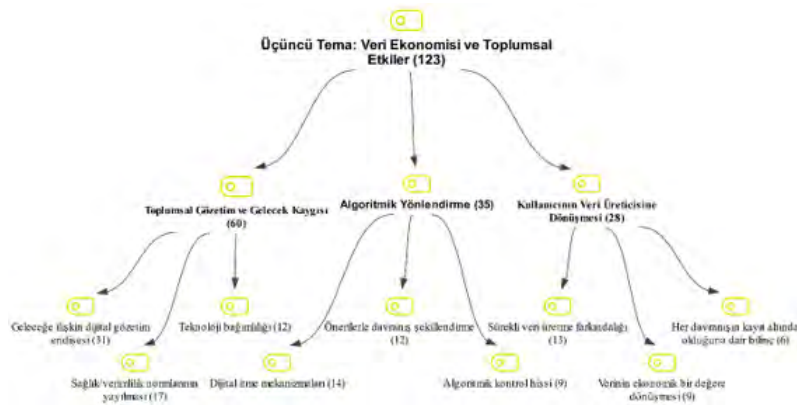 Üçüncü Tema: Veri Ekonomisi ve Toplumsal
Etkiler (123)
Toplumsal Gözetim ve Gelecek Kaygısı
(60)
Algoritmik Yönlendirme (35)
Kullanıcının Veri Üreticisine
Dönüşmesi (28)
Geleceğe ilişkin dijital gözetim
endişesi (31)
Teknoloji bağımlılığı (12)
Önerilerle davranış şekillendirme
(12)
Sürekli veri üretme farkındalığı
(13)
Her davranışın kayıt altında
olduğuna dair bilinç (6)
Sağlık/verimlilik normlarının
yayılması (17)
Dijital itme mekanizmaları (14)
Algoritmik kontrol hissi (9)
Verinin ekonomik bir değere
dönüşmesi (9)